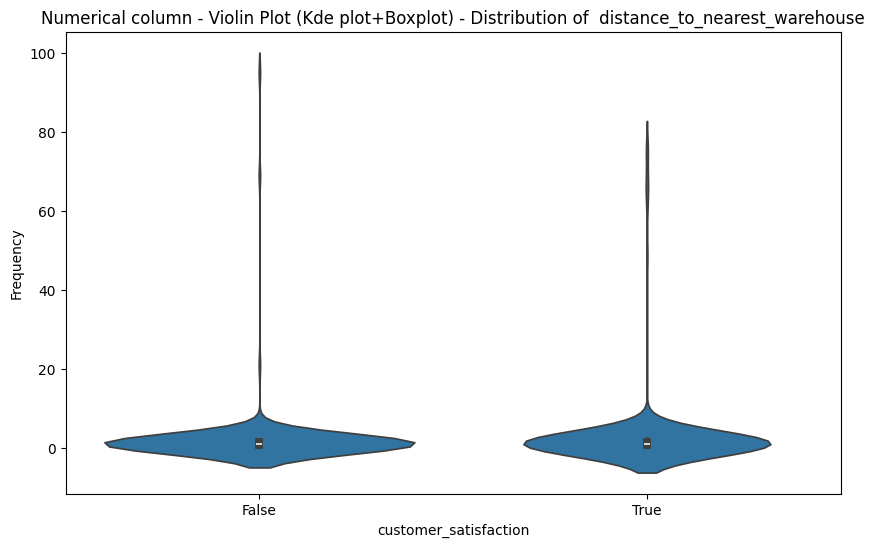 Numerical column - Violin Plot (Kde plot+Boxplot) - Distribution of  distance_to_nearest_warehouse
100
80
60
40
20
0
Frequency
False
True
customer_satisfaction